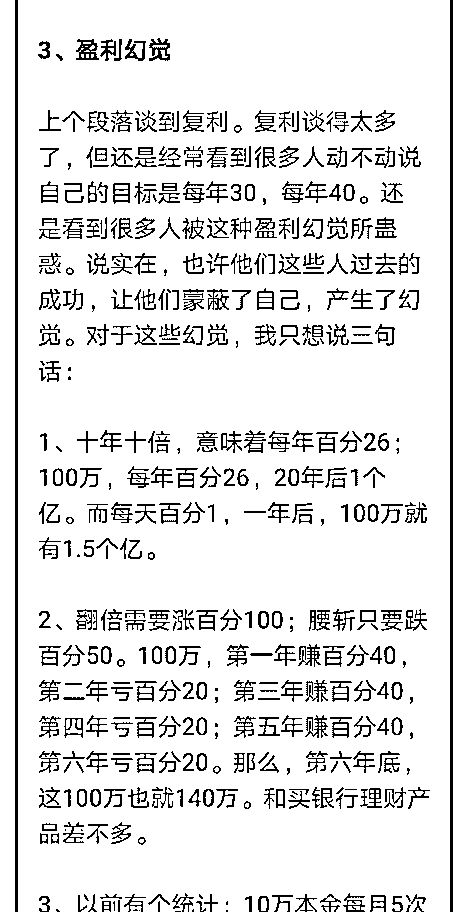 3、盈利幻觉
上个段落谈到复利。复利谈得太多
了，但还是经常看到很多人动不动说
自己的目标是每年30，每年40。还
是看到很多人被这种盈利幻觉所蛊
惑。说实在，也许他们这些人过去的
成功，让他们蒙蔽了自己，产生了幻
觉。对于这些幻觉，我只想说三句
话：
1、十年十倍，意味着每年百分26；
100万，每年百分26，20年后1个
亿。而每天百分1，一年后，100万就
有1.5个亿。
2、翻倍需要涨百分100；腰斩只要跌
百分50。100万，第一年赚百分40，
第二年亏百分20；第三年赚百分40，
第四年亏百分20；第五年赚百分40，
第六年亏百分20。那么，第六年底，
这100万也就140万。和买银行理财产
品差不多。
3、以前有个统计：10万本金每月5次